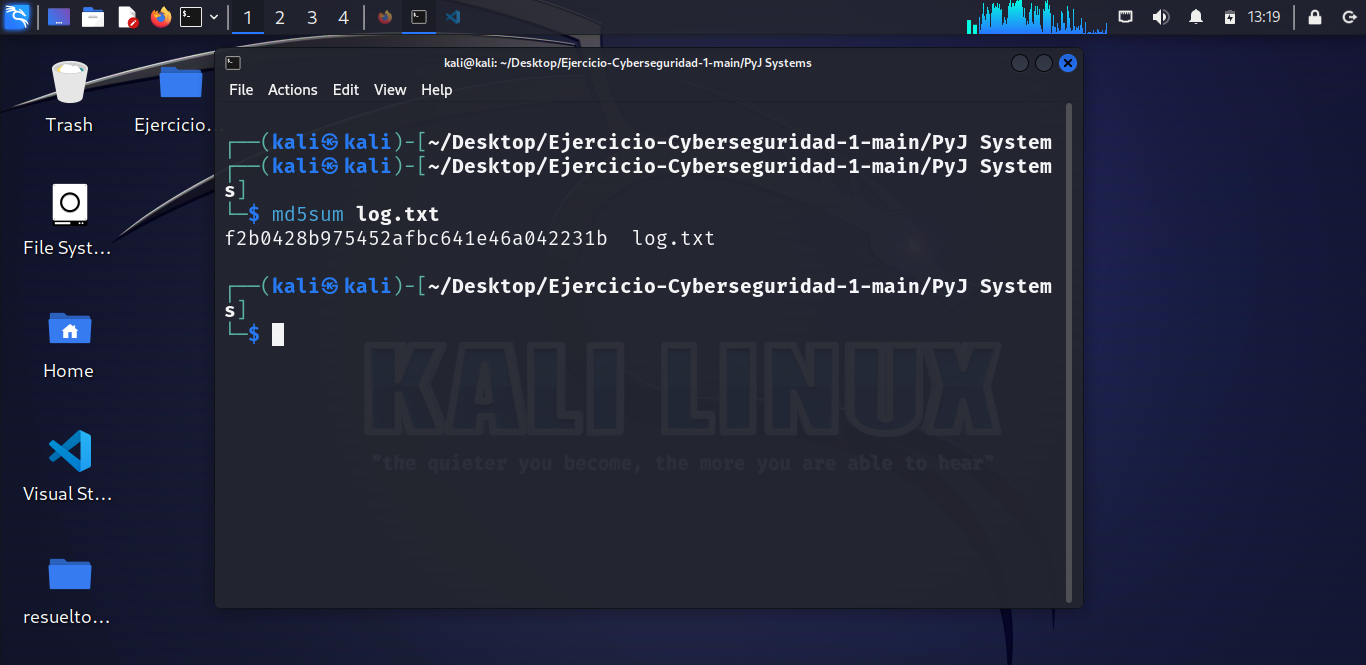 1 2 3 4
13:19
kali@kali: ~/Desktop/Ejercicio-Cyberseguridad-1-main/PyJ Systems
File Actions Edit View Help
Trash
Ejercicio...
File Syst...
Home
Visual St...
resuelto...
┌──(kali㉿kali)-[~/Desktop/Ejercicio-Cyberseguridad-1-main/PyJ System
┌──(kali㉿kali)-[~/Desktop/Ejercicio-Cyberseguridad-1-main/PyJ System
s]
└─$ md5sum log.txt
f2b0428b975452afbc641e46a042231b  log.txt
┌──(kali㉿kali)-[~/Desktop/Ejercicio-Cyberseguridad-1-main/PyJ System
s]
└─$
KALI LINUX
"the quieter you become, the more you are able to hear"